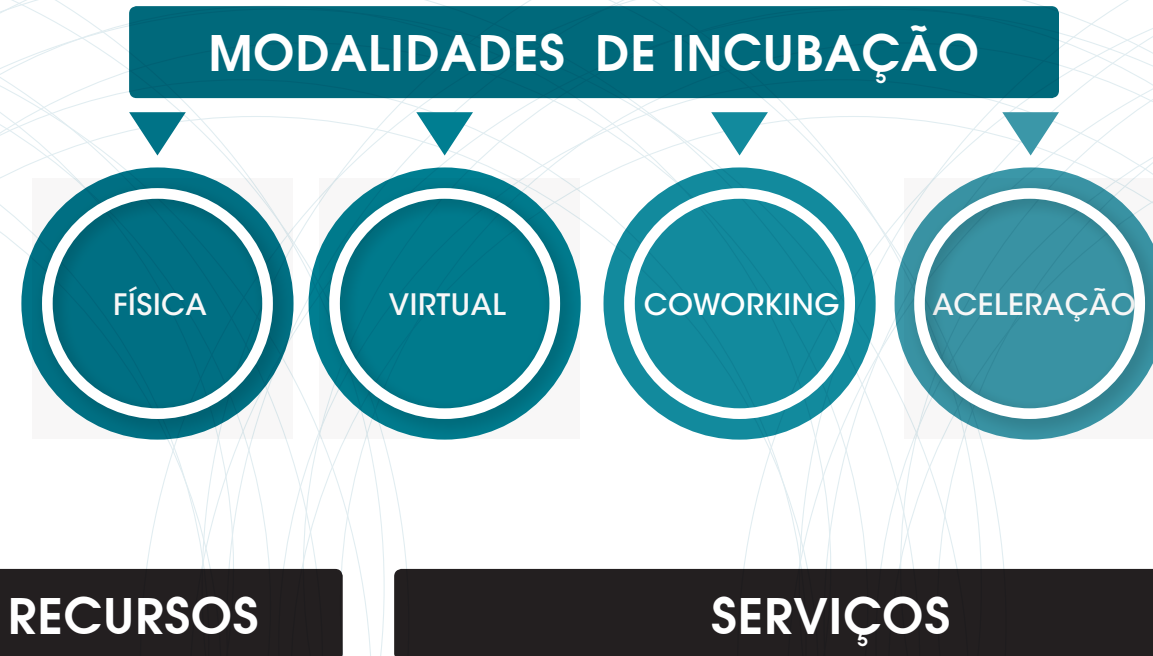 MODALIDADES DE INCUBAÇÃO
FÍSICA
VIRTUAL
COWORKING
ACELERAÇÃO
RECURSOS
SERVIÇOS